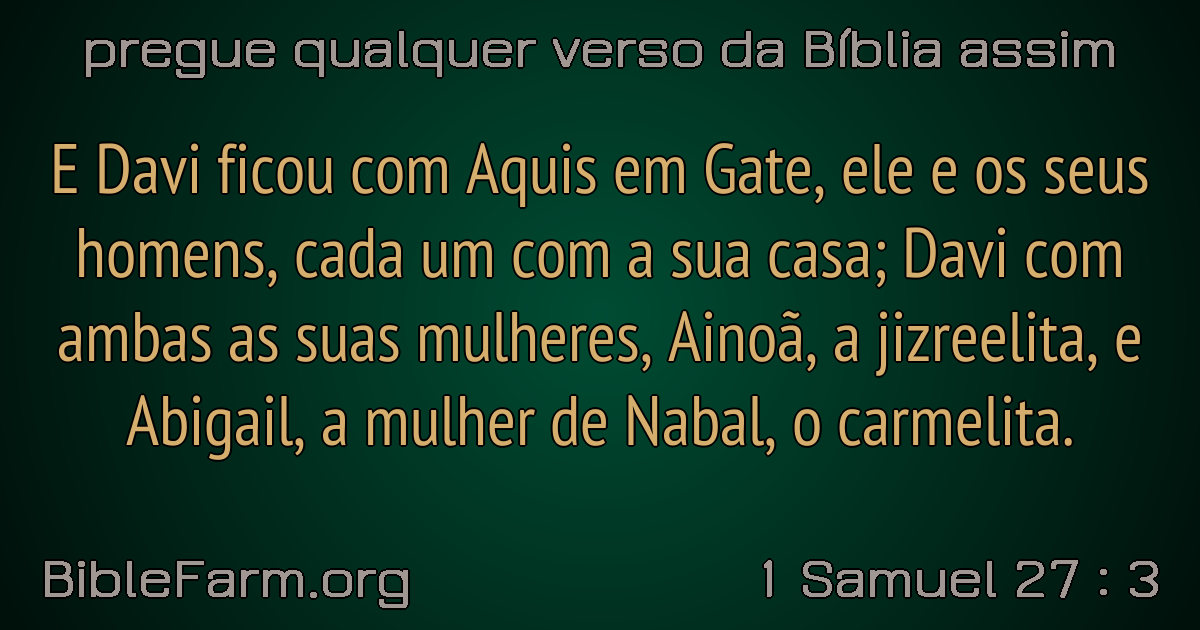 pregue qualquer verso da Bíblia assim
E Davi ficou com Aquis em Gate, ele e os seus
homens, cada um com a sua casa; Davi com
ambas as suas mulheres, Ainoã, a jizreelita, e
Abigail, a mulher de Nabal, o carmelita.
BibleFarm.org
1 Samuel 27 : 3